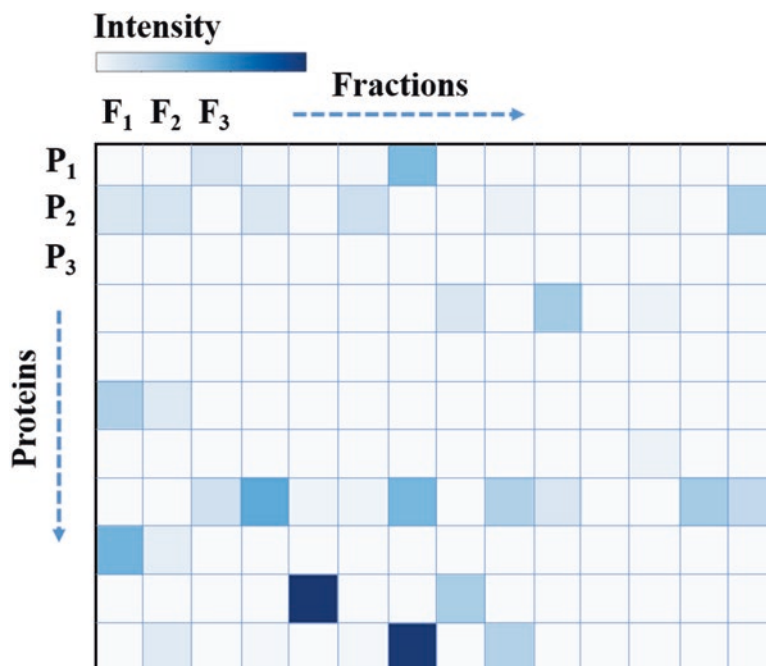 Intensity
Fractions
F₁ F₂ F₃
P₁
P₂
P₃
Proteins